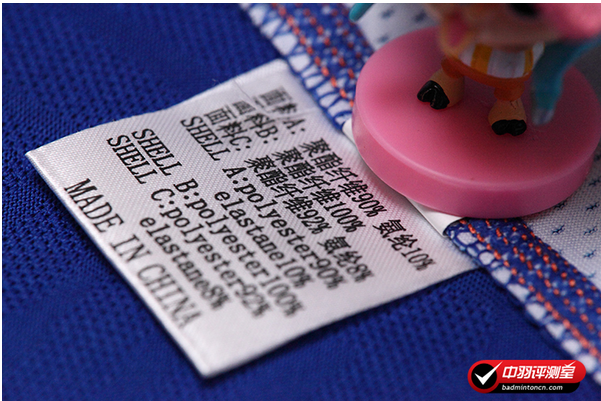 面料A: 聚酯纤维90% 氨纶10%
面料B: 聚酯纤维100%
面料C: 聚酯纤维92% 氨纶8%
SHELL A:polyester90%
elastane10%
SHELL B:polyester100%
SHELL C:polyester92%
elastane8%
MADE IN CHINA
中羽评测室
badmintoncn.com